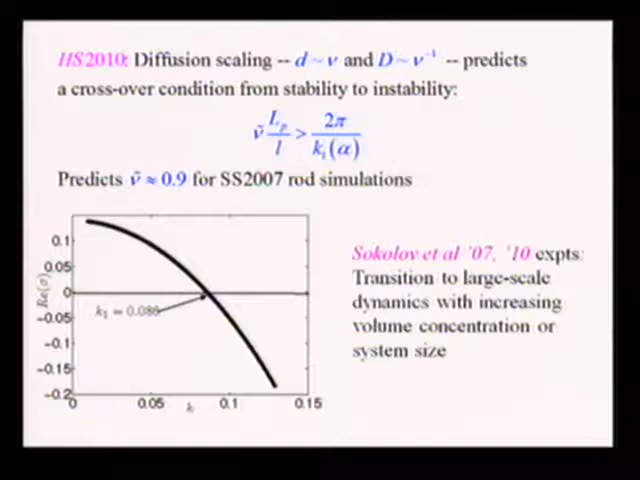 HS2010: Diffusion scaling -- d ~ ν and D ~ ν⁻¹ -- predicts
a cross-over condition from stability to instability:
ν̃ L_p / l > 2π / k₁(α)
Predicts ν̃ ≈ 0.9 for SS2007 rod simulations
Sokolov et al '07, '10 expts:
Transition to large-scale
dynamics with increasing
volume concentration or
system size
0.1
0.05
0
-0.05
-0.1
-0.15
-0.2
Re(σ)
k₁ = 0.086
0 0.05 0.1 0.15
k